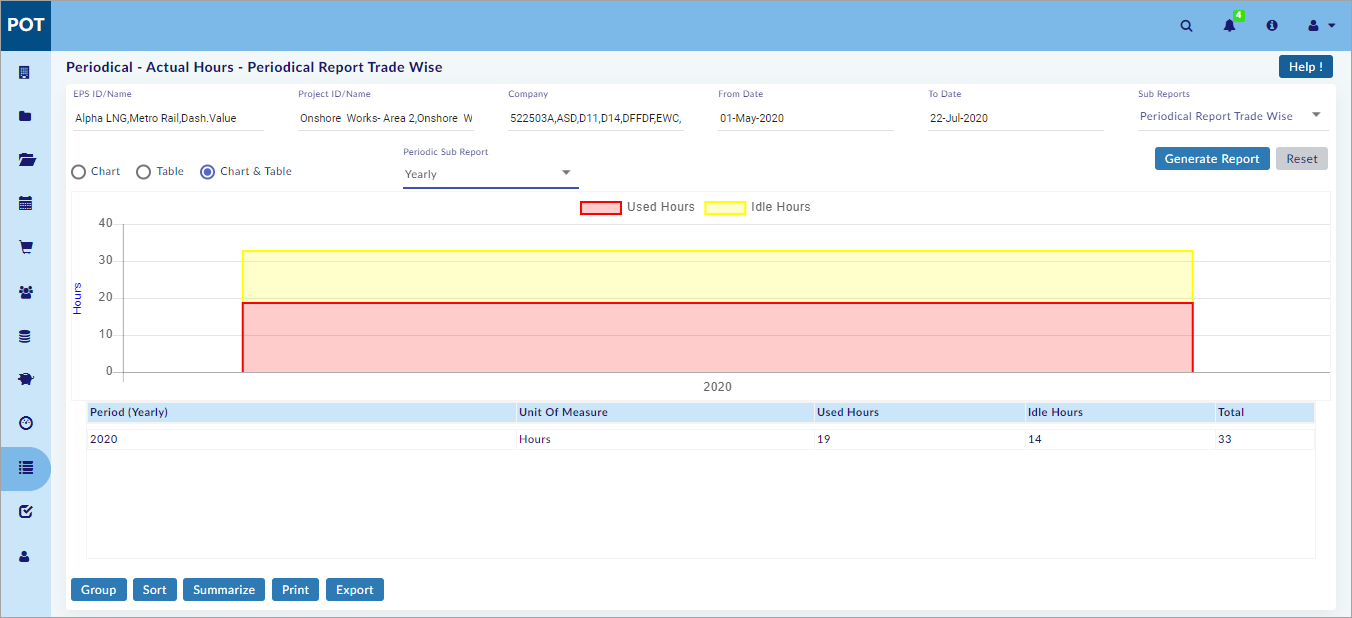 POT
4
Periodical - Actual Hours - Periodical Report Trade Wise
Help !
EPS ID/Name
Project ID/Name
Company
From Date
To Date
Sub Reports
Alpha LNG,Metro Rail,Dash.Value
Onshore Works- Area 2,Onshore W
522503A,ASD,D11,D14,DFFDF,EWC,
01-May-2020
22-Jul-2020
Periodical Report Trade Wise
Chart
Table
Chart & Table
Periodic Sub Report
Yearly
Generate Report
Reset
Used Hours
Idle Hours
40
30
20
10
0
Hours
2020
Period (Yearly)
Unit Of Measure
Used Hours
Idle Hours
Total
2020
Hours
19
14
33
Group
Sort
Summarize
Print
Export